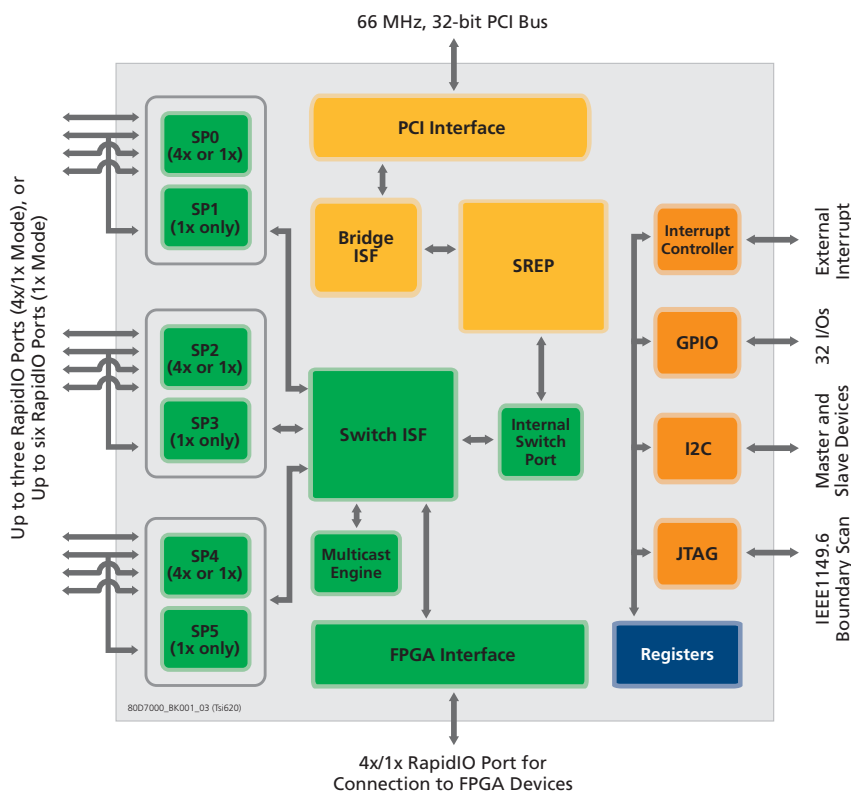 66 MHz, 32-bit PCI Bus
PCI Interface
SP0
(4x or 1x)
SP1
(1x only)
Bridge
ISF
SREP
Interrupt
Controller
External
Interrupt
GPIO
32 I/Os
Up to three RapidIO Ports (4x/1x Mode), or
Up to six RapidIO Ports (1x Mode)
SP2
(4x or 1x)
SP3
(1x only)
Switch ISF
Internal
Switch
Port
I2C
Master and
Slave Devices
SP4
(4x or 1x)
SP5
(1x only)
Multicast
Engine
JTAG
IEEE1149.6
Boundary Scan
FPGA Interface
Registers
80D7000_BK001_03 (Tsi620)
4x/1x RapidIO Port for
Connection to FPGA Devices